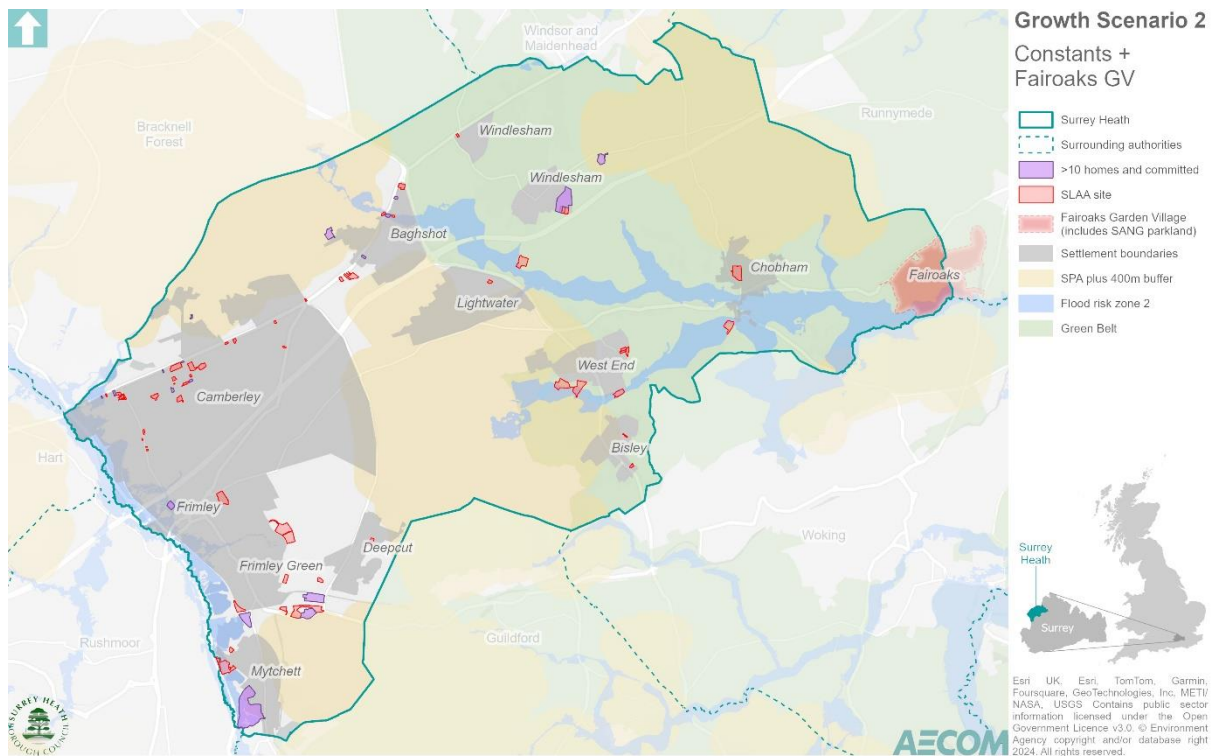 Growth Scenario 2
Constants +
Fairoaks GV
Surrey Heath
Surrounding authorities
>10 homes and committed
SLAA site
Fairoaks Garden Village
(includes SANG parkland)
Settlement boundaries
SPA plus 400m buffer
Flood risk zone 2
Green Belt
Windsor and
Maidenhead
Runnymede
Bracknell
Forest
Windlesham
Windlesham
Baghshot
Chobham
Fairoaks
Lightwater
West End
Camberley
Bisley
Hart
Frimley
Deepcut
Woking
Frimley Green
Guildford
Rushmoor
Mytchett
Surrey
Heath
Surrey
SURREY HEATH
BOROUGH COUNCIL
AECOM
Esri UK, Esri, TomTom, Garmin,
Foursquare, GeoTechnologies, Inc, METI/
NASA, USGS Contains public sector
information licensed under the Open
Government Licence v3.0. © Environment
Agency copyright and/or database right
2024. All rights reserved.